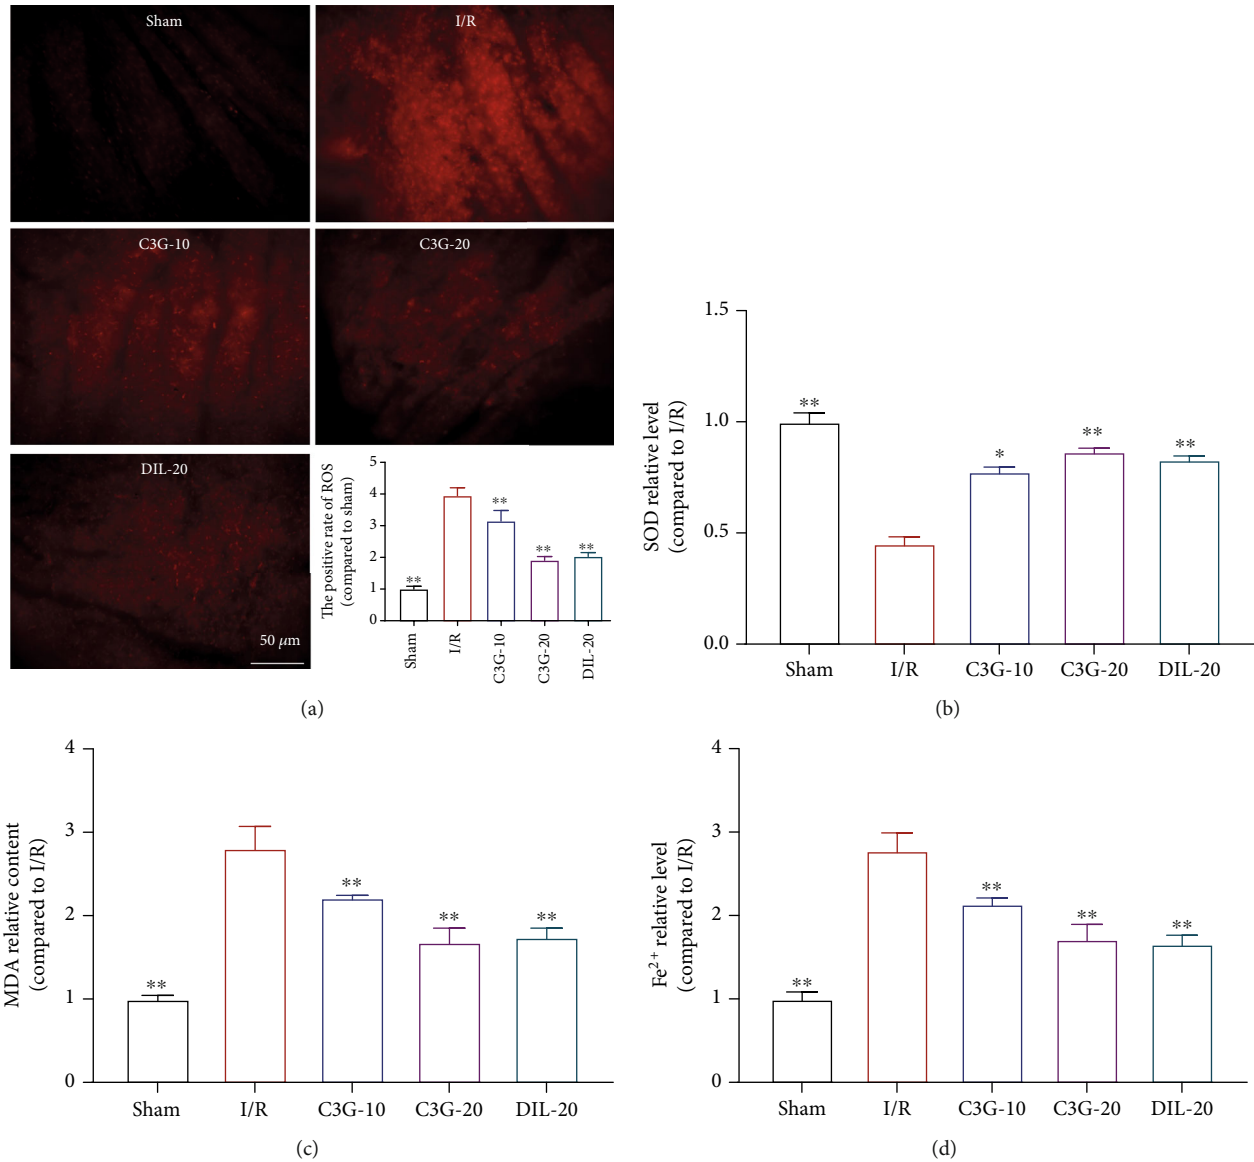 Sham
I/R
C3G-10
C3G-20
DIL-20
50 μm
The positive rate of ROS
(compared to sham)
5
4
3
2
1
0
**
**
**
**
Sham
I/R
C3G-10
C3G-20
DIL-20
(a)
SOD relative level
(compared to I/R)
1.5
1.0
0.5
0.0
**
*
**
**
Sham
I/R
C3G-10
C3G-20
DIL-20
(b)
MDA relative content
(compared to I/R)
4
3
2
1
0
**
**
**
**
Sham
I/R
C3G-10
C3G-20
DIL-20
(c)
Fe²⁺ relative level
(compared to I/R)
4
3
2
1
0
**
**
**
**
Sham
I/R
C3G-10
C3G-20
DIL-20
(d)